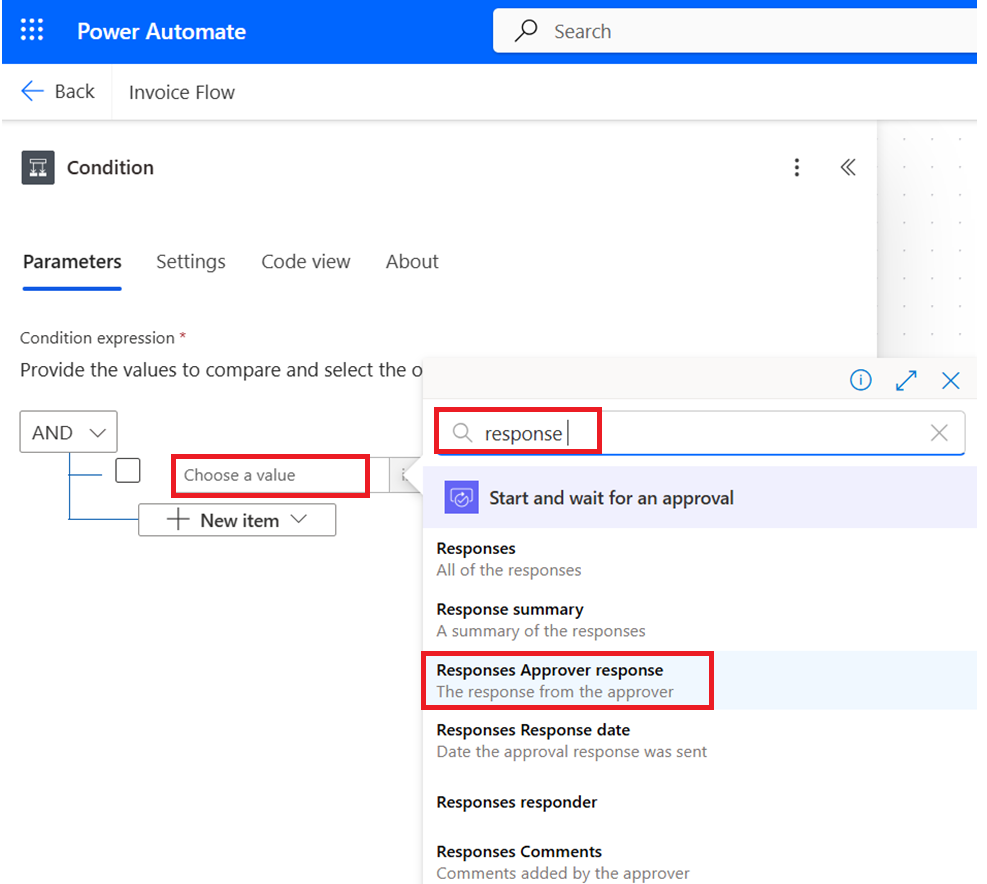 Power Automate
Search
Back
Invoice Flow
Condition
Parameters
Settings
Code view
About
Condition expression *
Provide the values to compare and select the o
AND
Choose a value
New item
response
Start and wait for an approval
Responses
All of the responses
Response summary
A summary of the responses
Responses Approver response
The response from the approver
Responses Response date
Date the approval response was sent
Responses responder
Responses Comments
Comments added by the approver